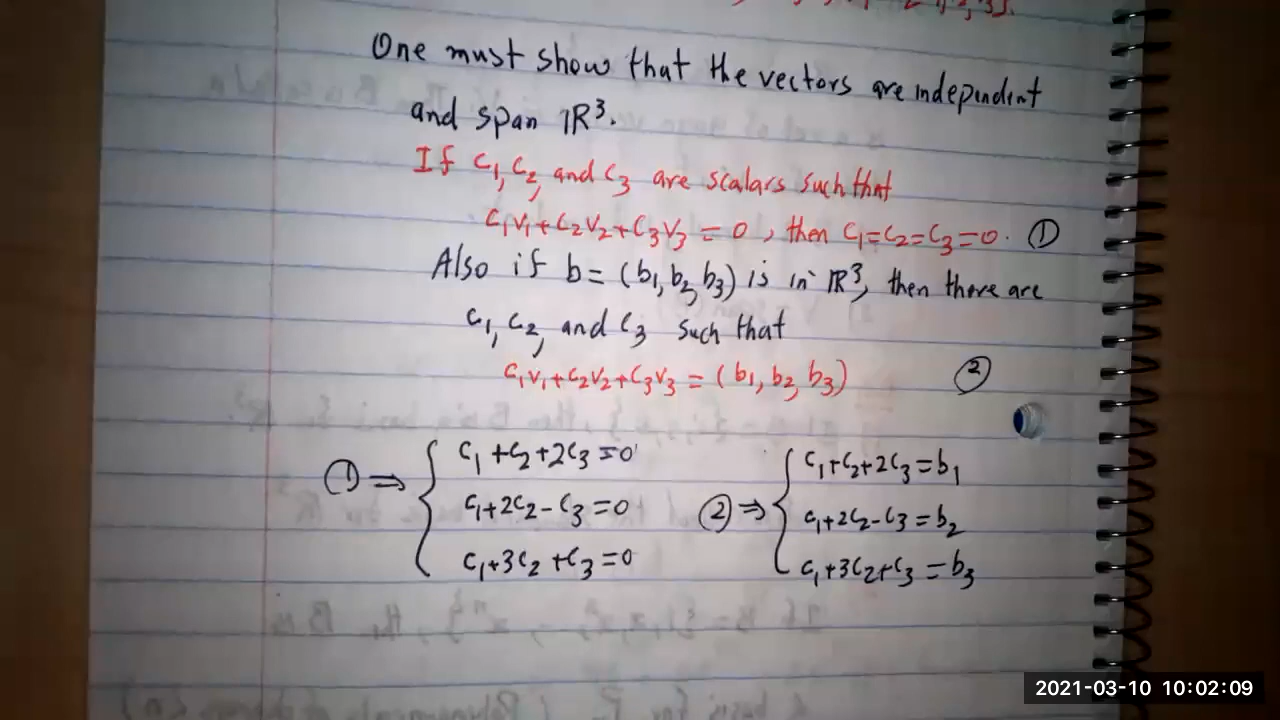 One must show that the vectors are independent
and span ℝ³.
If c₁, c₂, and c₃ are scalars such that
c₁v₁+c₂v₂+c₃v₃ = 0, then c₁=c₂=c₃=0. ①
Also if b = (b₁, b₂, b₃) is in ℝ³, then there are
c₁, c₂, and c₃ such that
c₁v₁+c₂v₂+c₃v₃ = (b₁, b₂, b₃) ②
① ⇒ { c₁+c₂+2c₃=0
c₁+2c₂-c₃=0
c₁+3c₂+c₃=0
② ⇒ { c₁+c₂+2c₃=b₁
c₁+2c₂-c₃=b₂
c₁+3c₂+c₃=b₃
2021-03-10 10:02:09